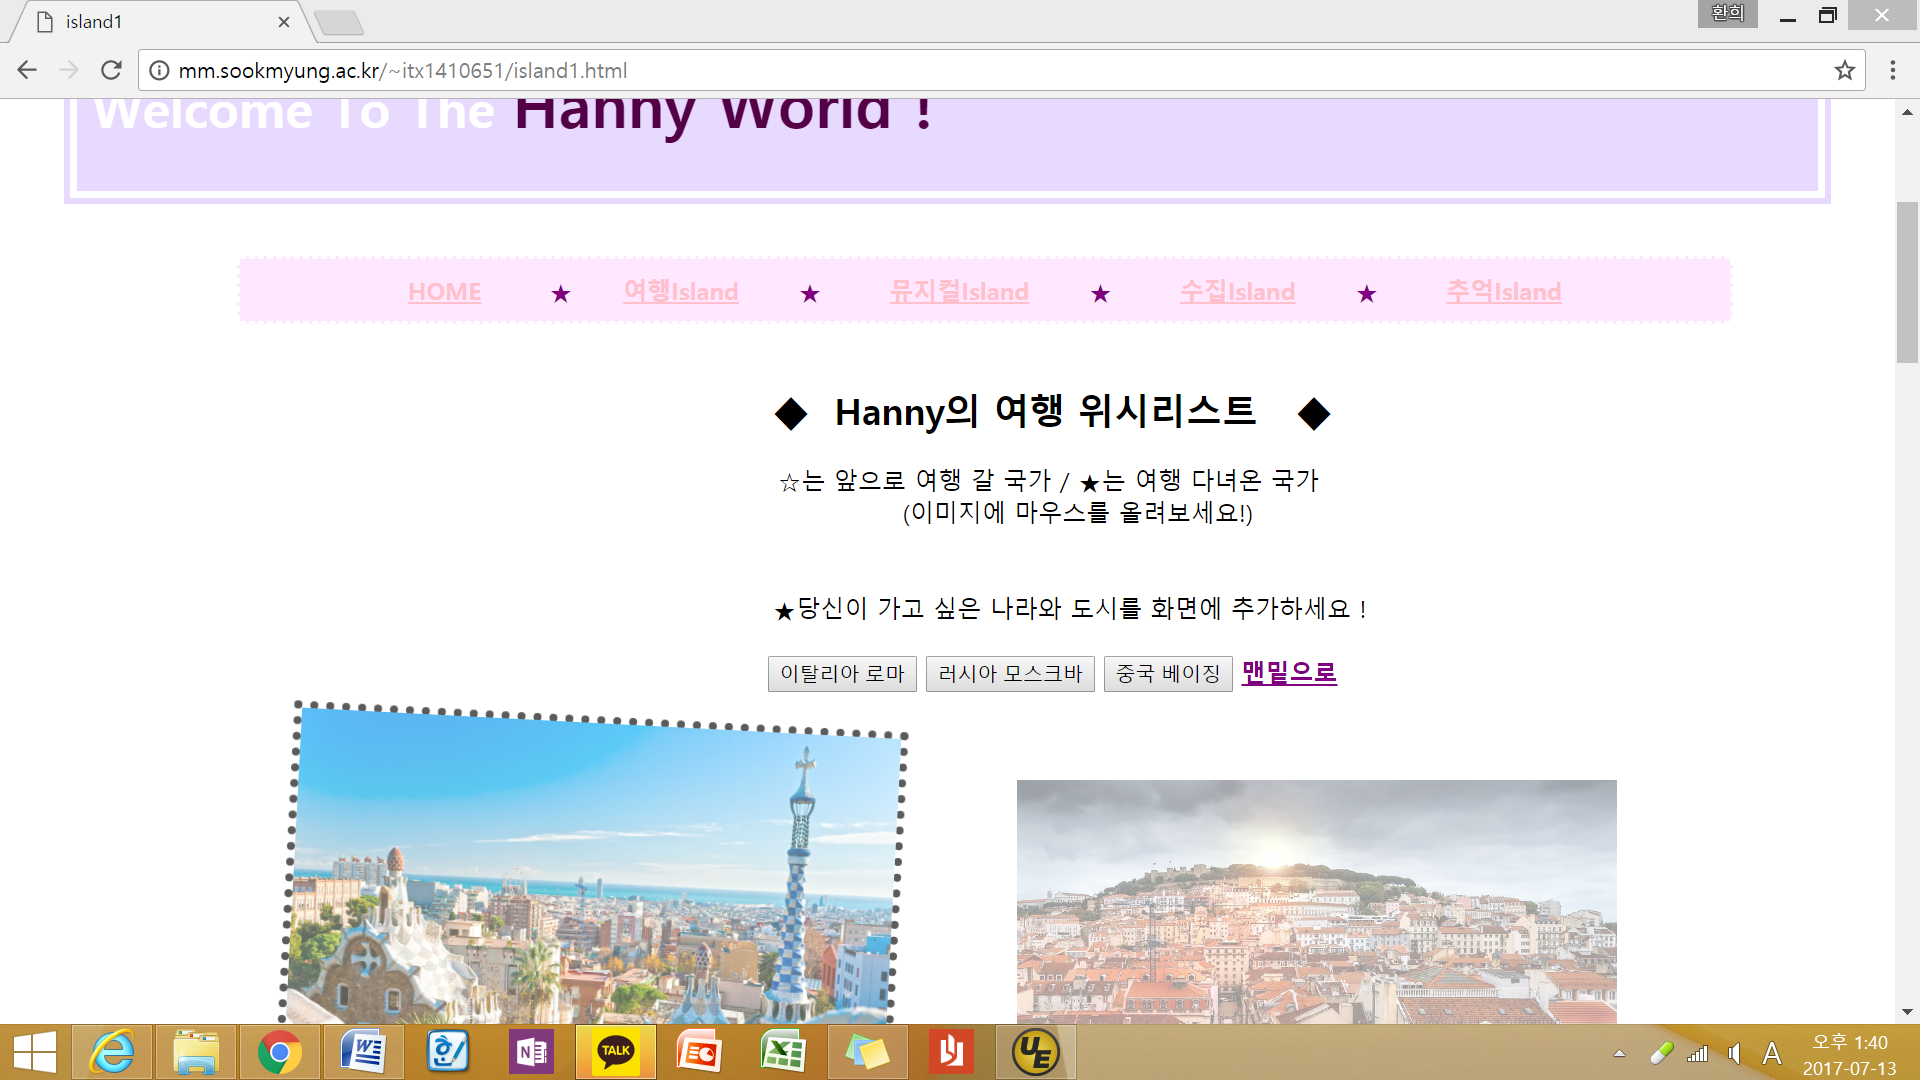 island1
환희
mm.sookmyung.ac.kr/~itx1410651/island1.html
Welcome To The Hanny World !
HOME ★ 여행Island ★ 뮤지컬Island ★ 수집Island ★ 추억Island
◆ Hanny의 여행 위시리스트 ◆
☆는 앞으로 여행 갈 국가 / ★는 여행 다녀온 국가
(이미지에 마우스를 올려보세요!)
★당신이 가고 싶은 나라와 도시를 화면에 추가하세요 !
이탈리아 로마 러시아 모스크바 중국 베이징 맨밑으로
TALK
UE
A
오후 1:40
2017-07-13